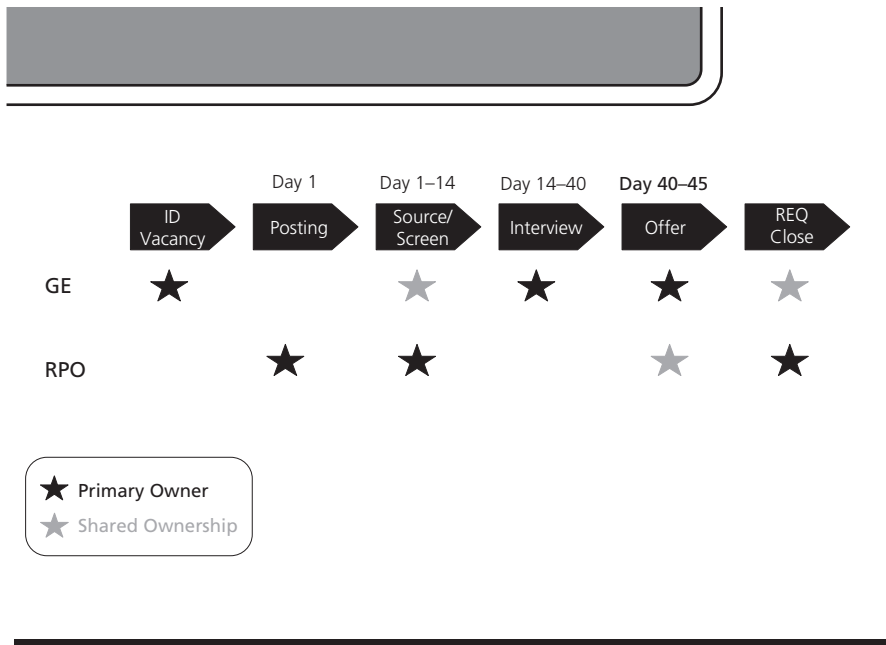 Day 1 Day 1–14 Day 14–40 Day 40–45
ID
Vacancy
Posting
Source/
Screen
Interview
Offer
REQ
Close
GE
RPO
Primary Owner
Shared Ownership